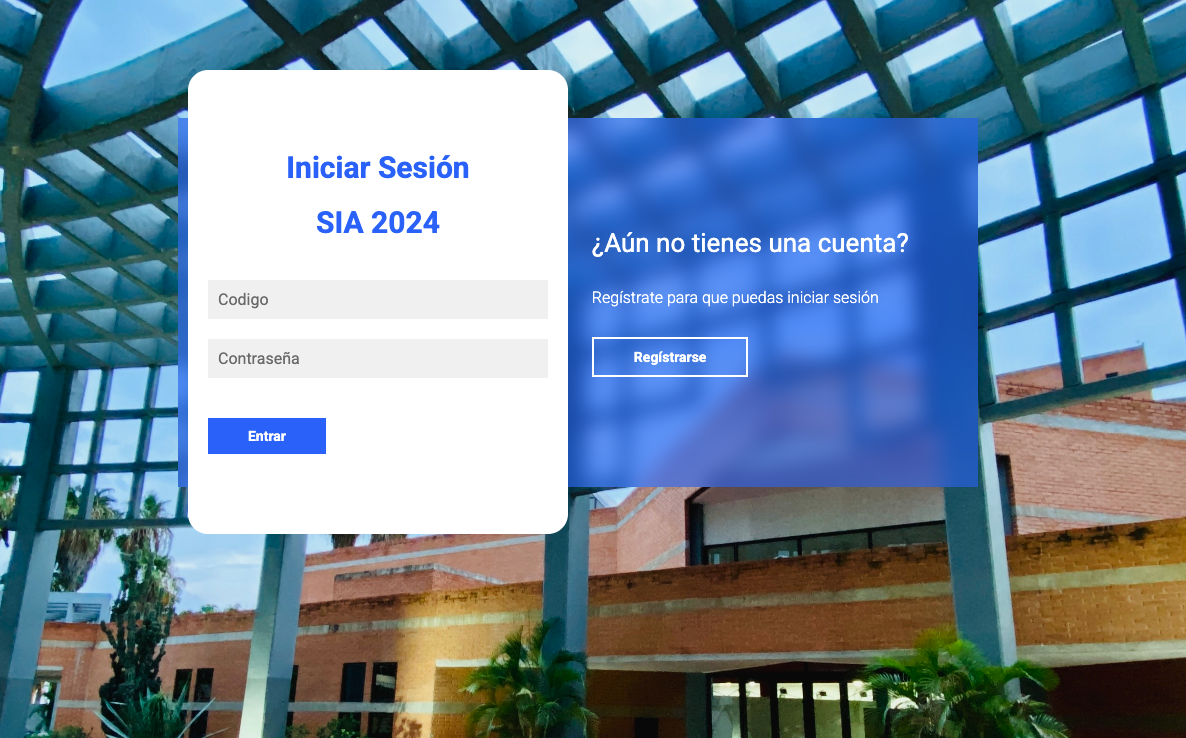 Iniciar Sesión
SIA 2024
Codigo
Contraseña
Entrar
¿Aún no tienes una cuenta?
Regístrate para que puedas iniciar sesión
Regístrarse